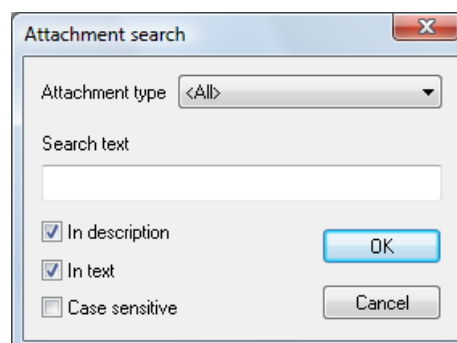 Attachment search
Attachment type <All>
Search text
In description
OK
In text
Case sensitive
Cancel